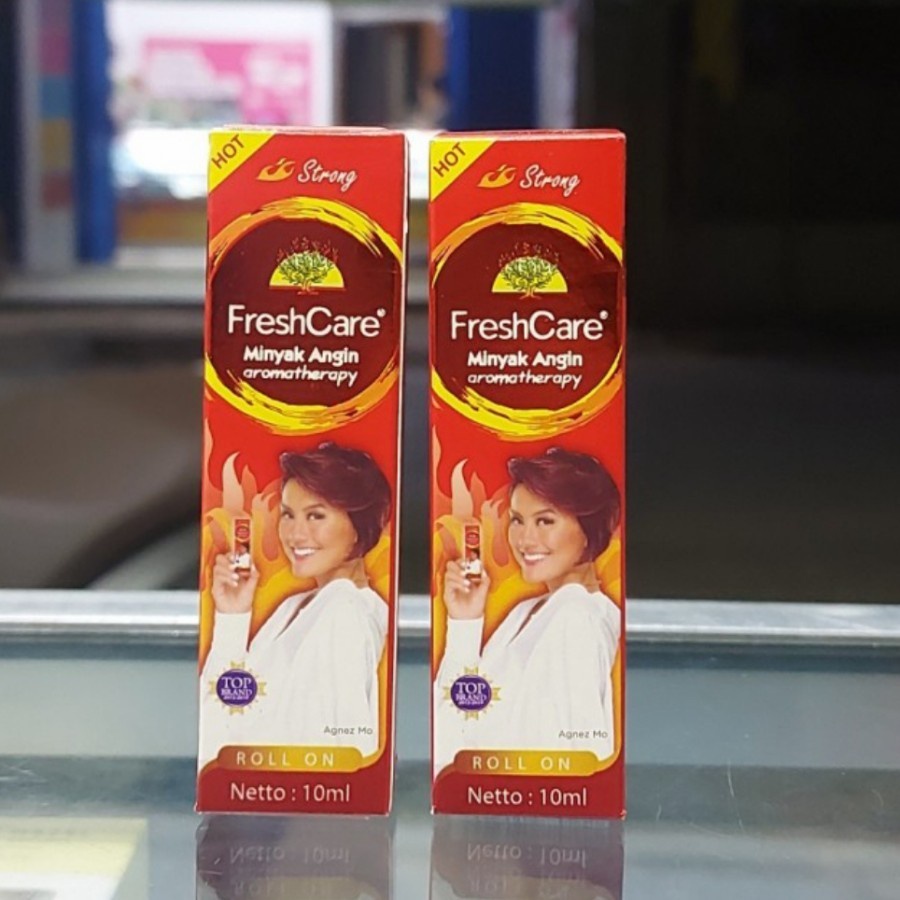 HOT
Strong
FreshCare®
Minyak Angin
aromatherapy
TOP
BRAND
Agnez Mo
ROLL ON
Netto : 10ml
HOT
Strong
FreshCare®
Minyak Angin
aromatherapy
TOP
BRAND
Agnez Mo
ROLL ON
Netto : 10ml